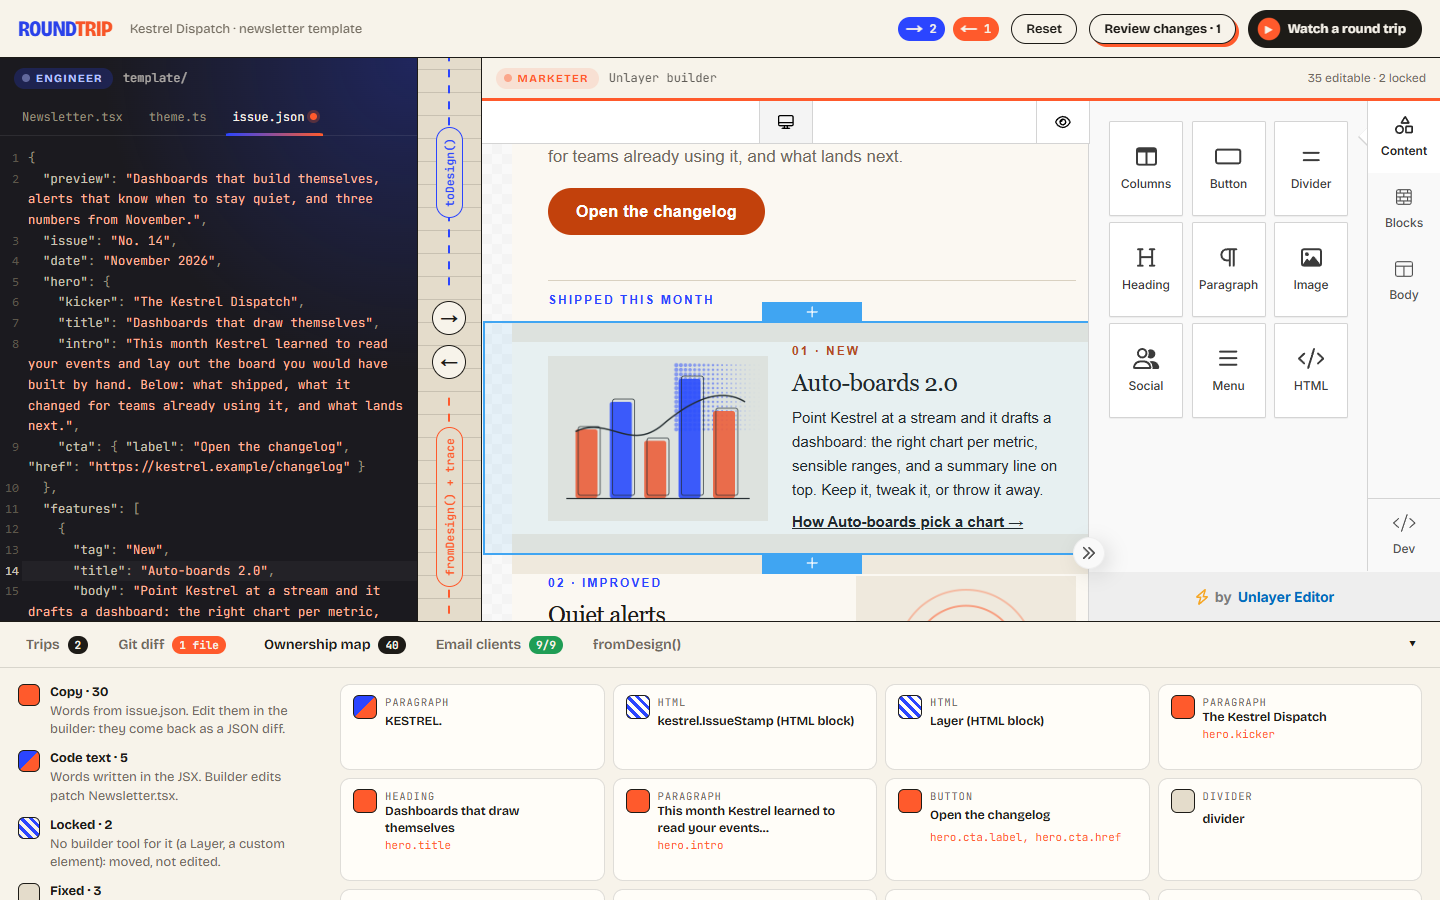 ROUNDTRIP
Kestrel Dispatch · newsletter template
→ 2
← 1
Reset
Review changes · 1
Watch a round trip
ENGINEER
template/
Newsletter.tsx
theme.ts
issue.json
1 {
2 "preview": "Dashboards that build themselves,
alerts that know when to stay quiet, and three
numbers from November.",
3 "issue": "No. 14",
4 "date": "November 2026",
5 "hero": {
6 "kicker": "The Kestrel Dispatch",
7 "title": "Dashboards that draw themselves",
8 "intro": "This month Kestrel learned to read
your events and lay out the board you would have
built by hand. Below: what shipped, what it
changed for teams already using it, and what lands
next.",
9 "cta": { "label": "Open the changelog",
"href": "https://kestrel.example/changelog" }
10 },
11 "features": [
12 {
13 "tag": "New",
14 "title": "Auto-boards 2.0",
15 "body": "Point Kestrel at a stream and it
drafts a dashboard: the right chart per metric,
toDesign()
→
←
fromDesign() + trace
MARKETER
Unlayer builder
35 editable · 2 locked
for teams already using it, and what lands next.
Open the changelog
SHIPPED THIS MONTH
01 · NEW
Auto-boards 2.0
Point Kestrel at a stream and it drafts a
dashboard: the right chart per metric,
sensible ranges, and a summary line on
top. Keep it, tweak it, or throw it away.
How Auto-boards pick a chart →
02 · IMPROVED
Quiet alerts
Columns
Button
Divider
Heading
Paragraph
Image
Social
Menu
HTML
Content
Blocks
Body
Dev
by Unlayer Editor
Trips 2
Git diff 1 file
Ownership map 40
Email clients 9/9
fromDesign()
Copy · 30
Words from issue.json. Edit them in the
builder: they come back as a JSON diff.
Code text · 5
Words written in the JSX. Builder edits
patch Newsletter.tsx.
Locked · 2
No builder tool for it (a Layer, a custom
element): moved, not edited.
Fixed · 3
PARAGRAPH
KESTREL.
HTML
kestrel.IssueStamp (HTML block)
HTML
Layer (HTML block)
PARAGRAPH
The Kestrel Dispatch
hero.kicker
HEADING
Dashboards that draw
themselves
hero.title
PARAGRAPH
This month Kestrel learned to
read your events...
hero.intro
BUTTON
Open the changelog
hero.cta.label, hero.cta.href
DIVIDER
divider